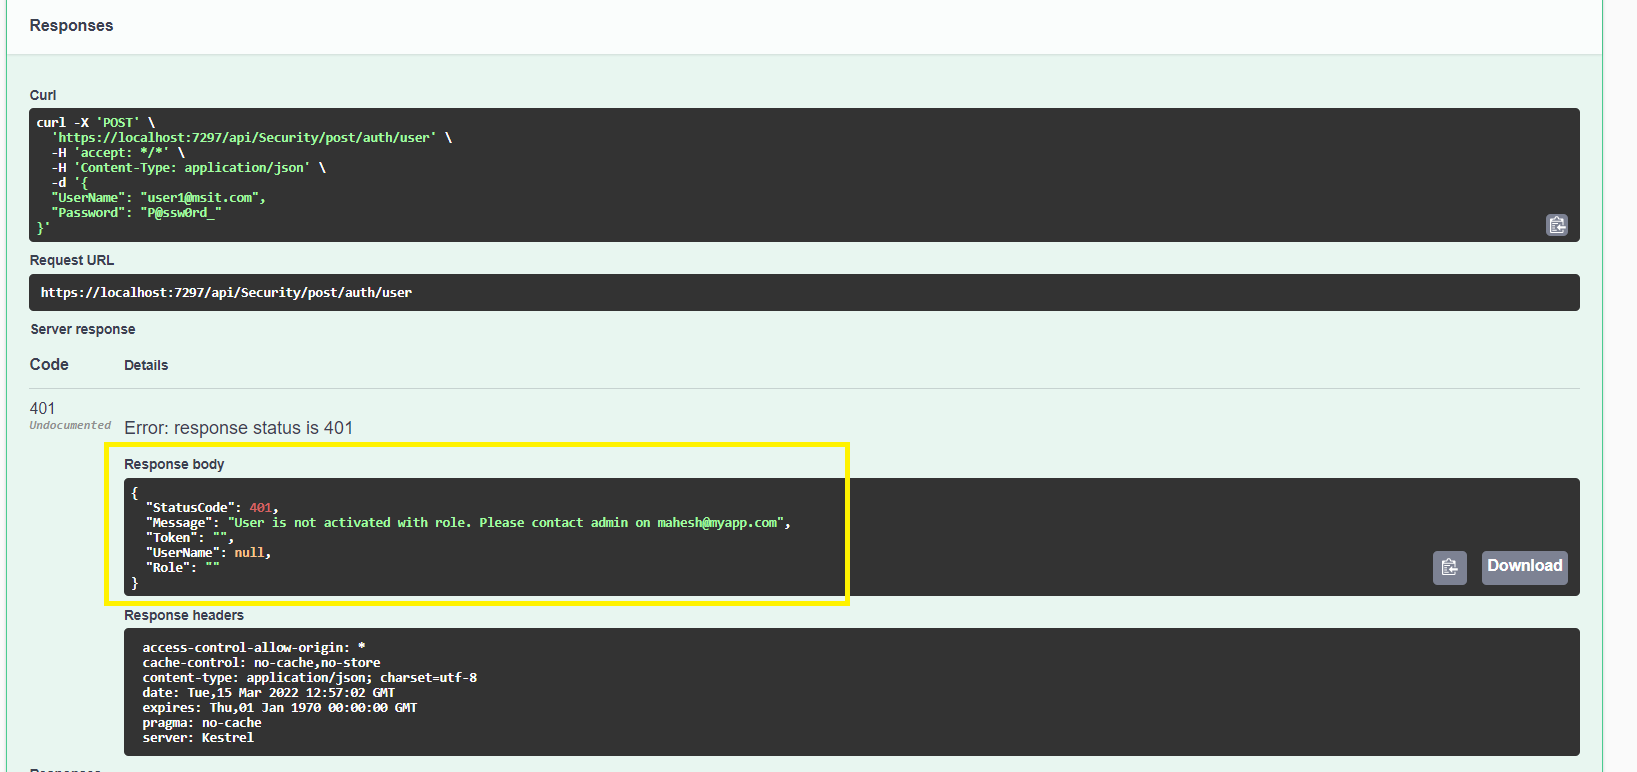 Responses
Curl
curl -X 'POST' \
'https://localhost:7297/api/Security/post/auth/user' \
-H 'accept: */*' \
-H 'Content-Type: application/json' \
-d '{
"UserName": "user1@msit.com",
"Password": "P@ssw0rd_"
}'
Request URL
https://localhost:7297/api/Security/post/auth/user
Server response
Code Details
401
Undocumented
Error: response status is 401
Response body
{
"StatusCode": 401,
"Message": "User is not activated with role. Please contact admin on mahesh@myapp.com",
"Token": "",
"UserName": null,
"Role": ""
}
Download
Response headers
access-control-allow-origin: *
cache-control: no-cache,no-store
content-type: application/json; charset=utf-8
date: Tue,15 Mar 2022 12:57:02 GMT
expires: Thu,01 Jan 1970 00:00:00 GMT
pragma: no-cache
server: Kestrel
Responses